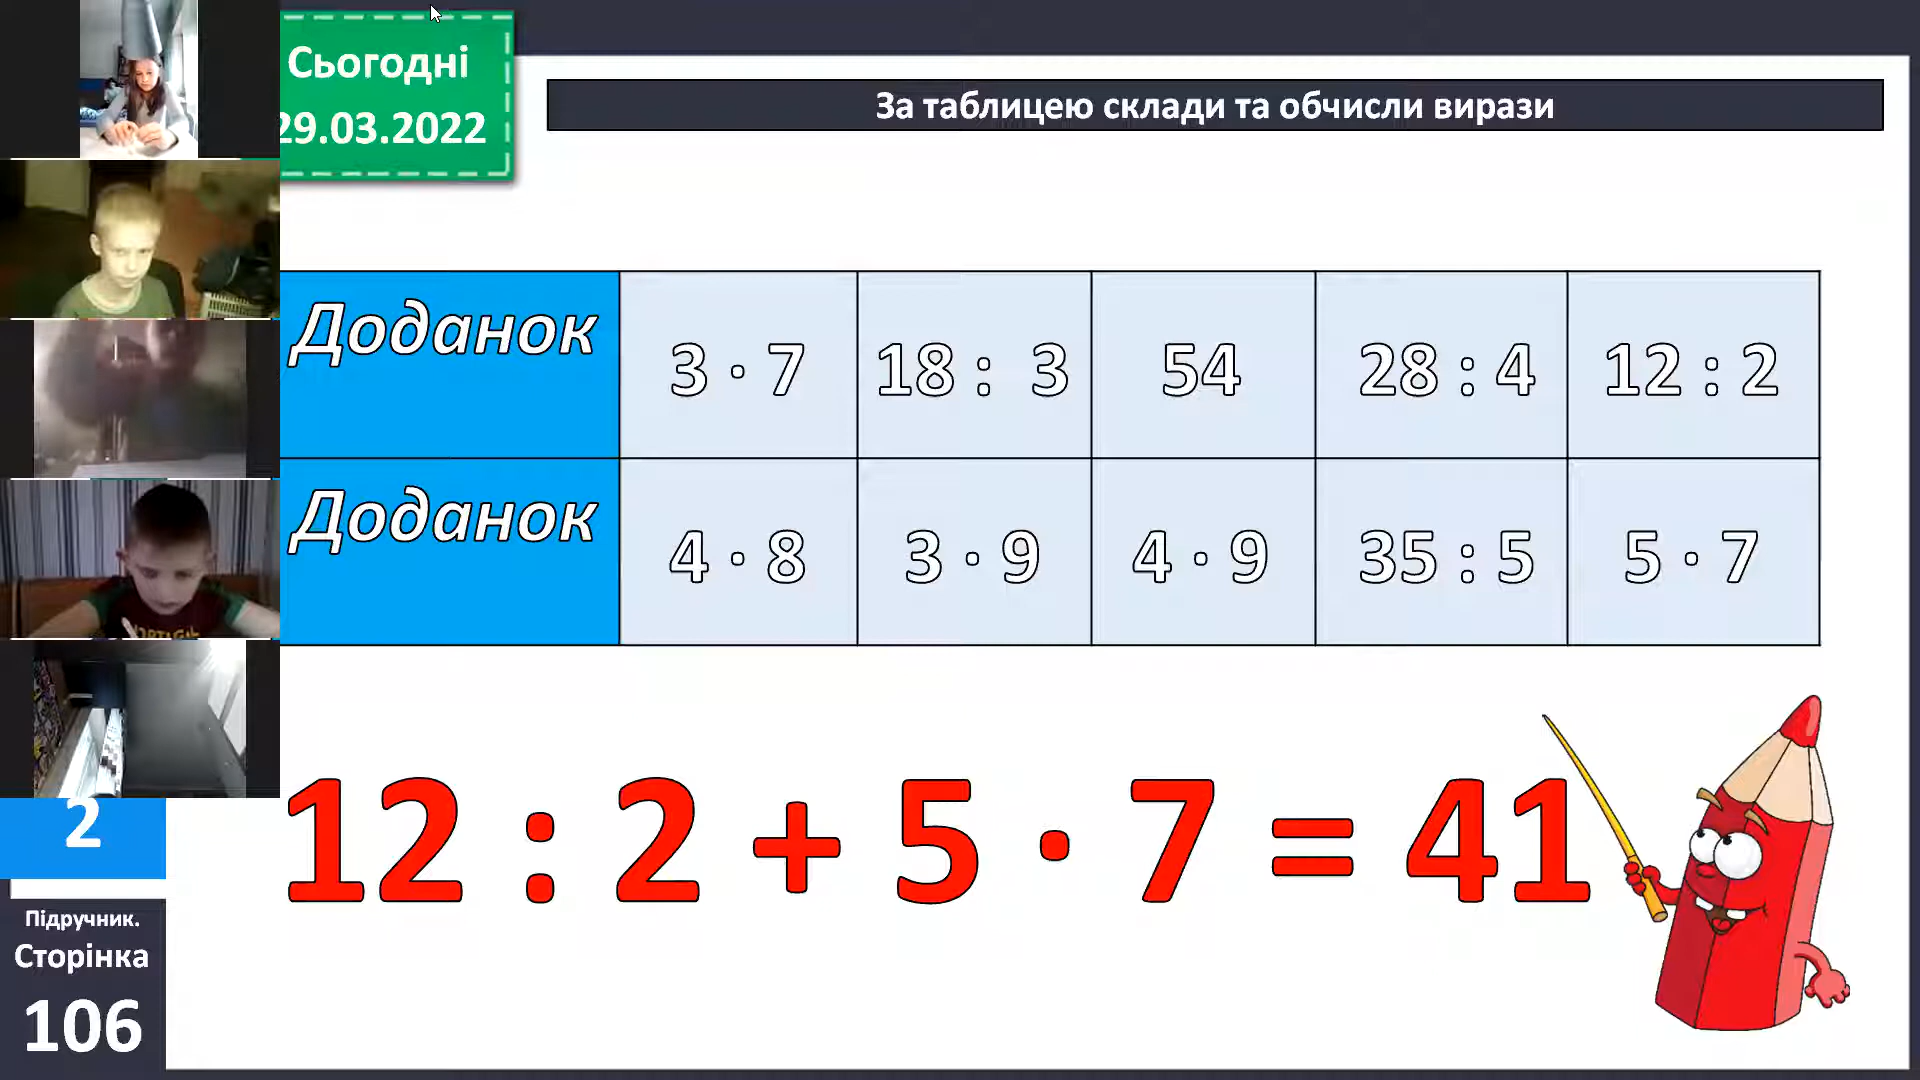 Сьогодні
29.03.2022
За таблицею склади та обчисли вирази
Доданок 3 · 7 18 : 3 54 28 : 4 12 : 2
Доданок 4 · 8 3 · 9 4 · 9 35 : 5 5 · 7
12 : 2 + 5 · 7 = 41
2
Підручник.
Сторінка
106